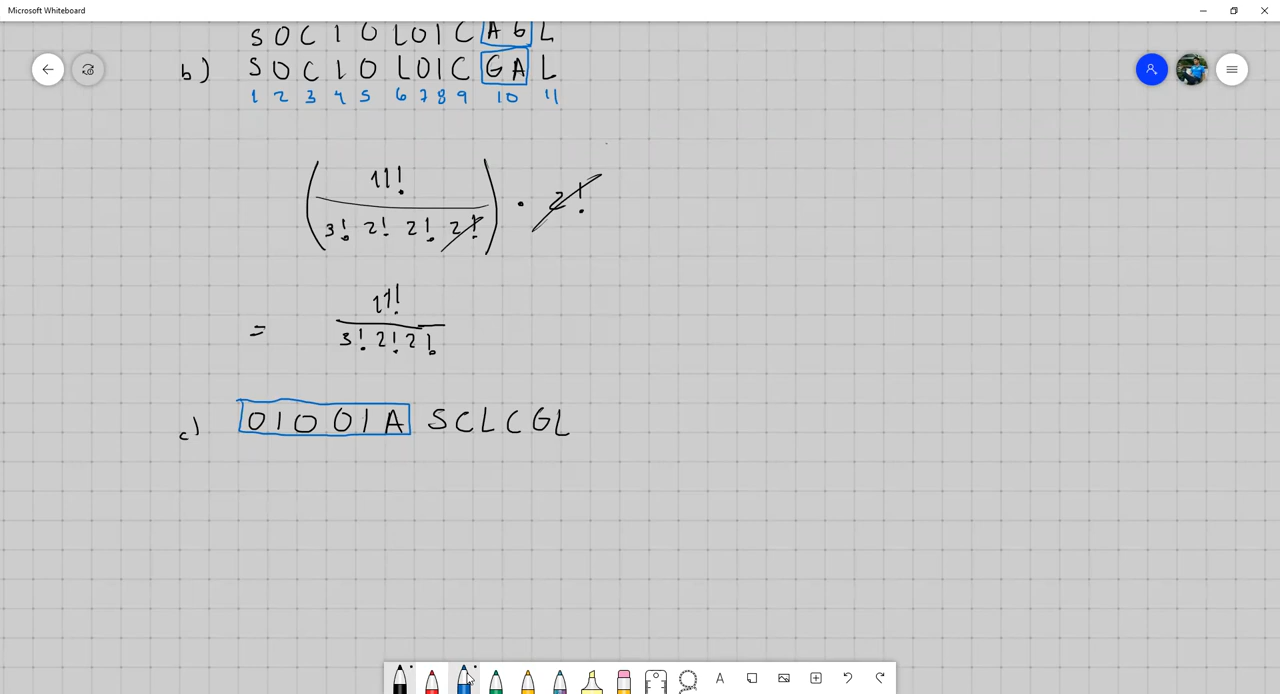 Microsoft Whiteboard
S O C I O L O I C A G L
b) S O C I O L O I C G A L
1 2 3 4 5 6 7 8 9 10 11
( 11! / 3! 2! 2! 2! ) · 2!
= 11! / 3! 2! 2!
c) O I O O I A S C L C G L
A